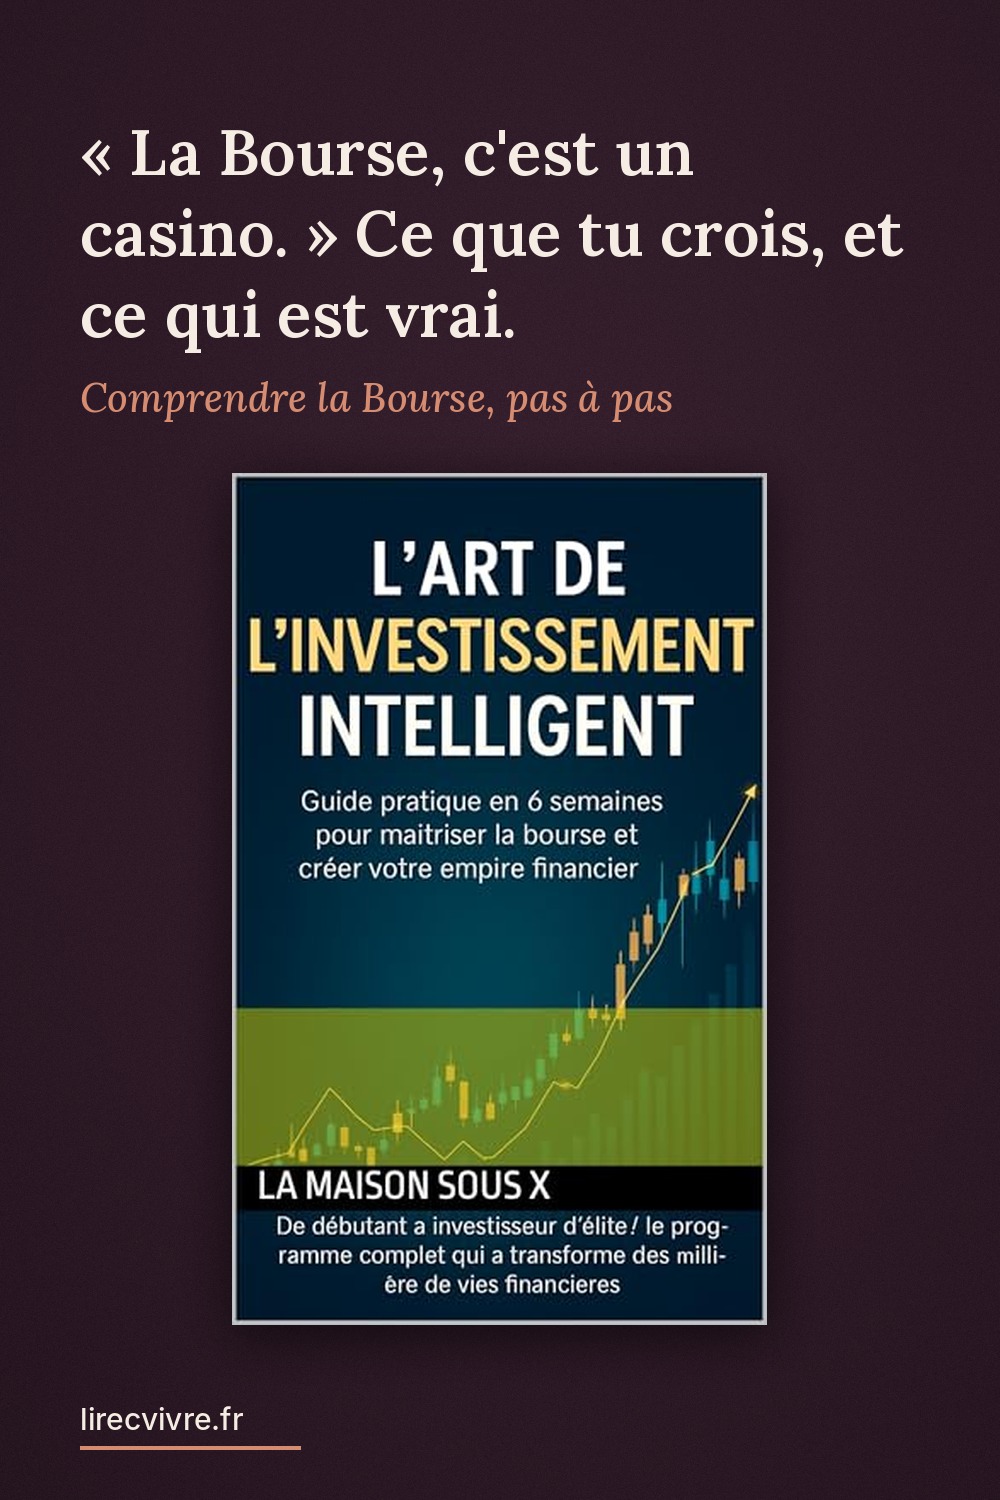 « La Bourse, c'est un
casino. » Ce que tu crois, et
ce qui est vrai.
Comprendre la Bourse, pas à pas
L’ART DE
L’INVESTISSEMENT
INTELLIGENT
Guide pratique en 6 semaines
pour maitriser la bourse et
créer votre empire financier
LA MAISON SOUS X
De débutant a investisseur d’élite! le prog-
ramme complet qui a transforme des milli-
ère de vies financieres
lirecvivre.fr